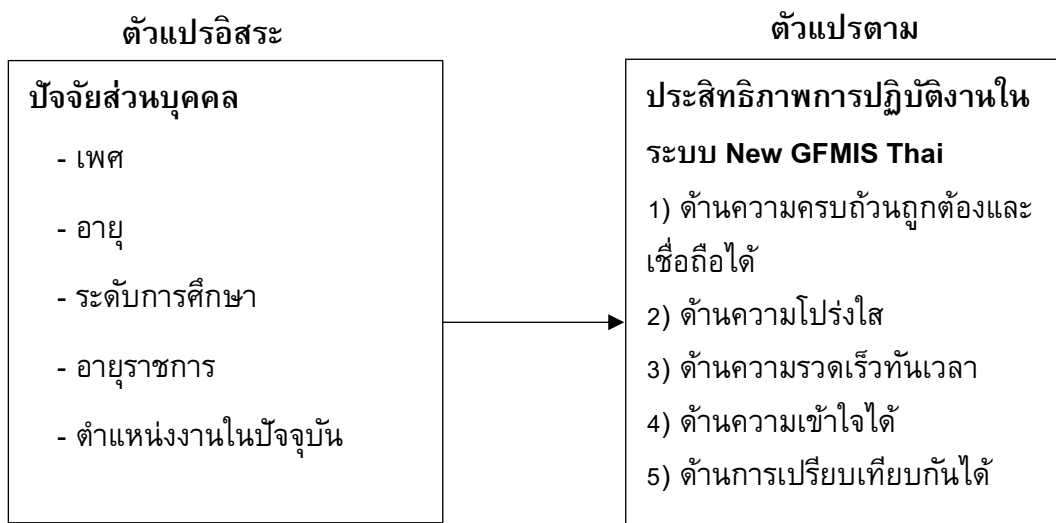 ตัวแปรอิสระ
ปัจจัยส่วนบุคคล
- เพศ
- อายุ
- ระดับการศึกษา
- อายุราชการ
- ตำแหน่งงานในปัจจุบัน
ตัวแปรตาม
ประสิทธิภาพการปฏิบัติงานใน
ระบบ New GFMIS Thai
1) ด้านความครบถ้วนถูกต้องและ
เชื่อถือได้
2) ด้านความโปร่งใส
3) ด้านความรวดเร็วทันเวลา
4) ด้านความเข้าใจได้
5) ด้านการเปรียบเทียบกันได้